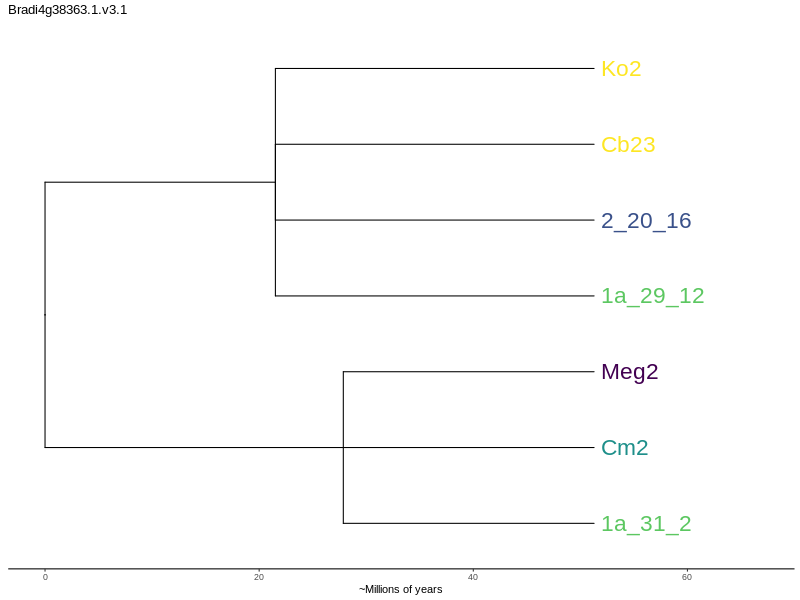 Bradi4g38363.1.v3.1
Ko2
Cb23
2_20_16
1a_29_12
Meg2
Cm2
1a_31_2
0 20 40 60
~Millions of years